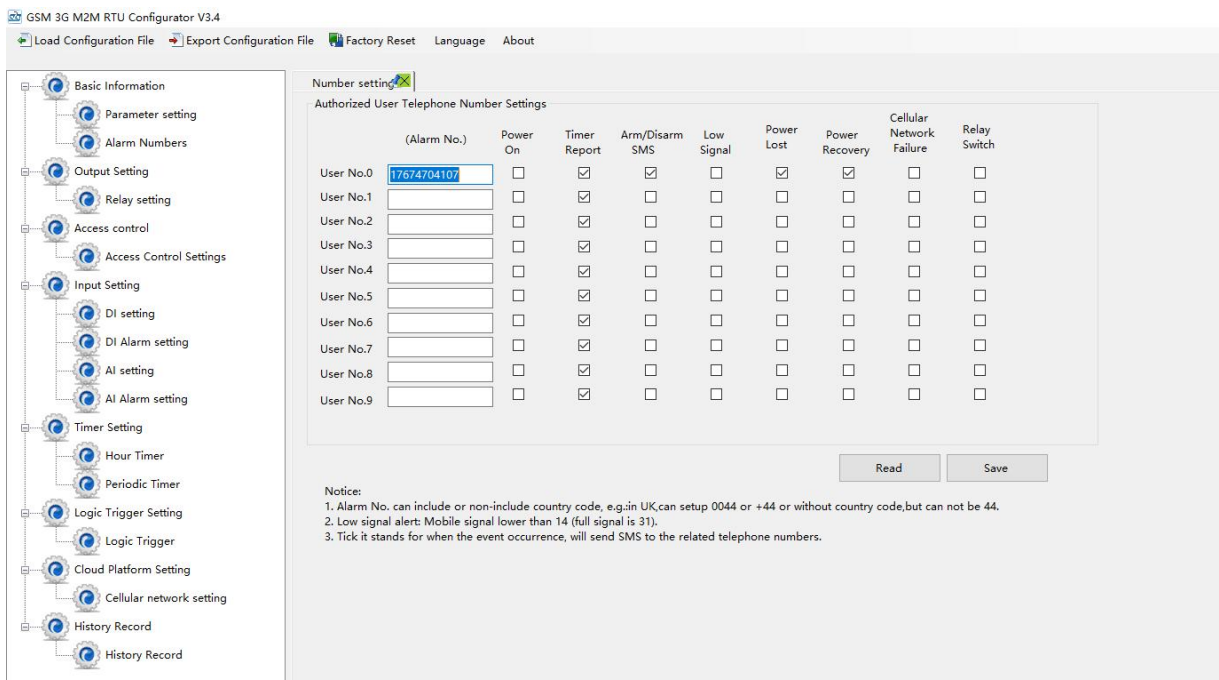 GSM 3G M2M RTU Configurator V3.4
Load Configuration File Export Configuration File Factory Reset Language About
Basic Information
Parameter setting
Alarm Numbers
Output Setting
Relay setting
Access control
Access Control Settings
Input Setting
DI setting
DI Alarm setting
AI setting
AI Alarm setting
Timer Setting
Hour Timer
Periodic Timer
Logic Trigger Setting
Logic Trigger
Cloud Platform Setting
Cellular network setting
History Record
History Record
Number setting
Authorized User Telephone Number Settings
(Alarm No.) Power On Timer Report Arm/Disarm SMS Low Signal Power Lost Power Recovery Cellular Network Failure Relay Switch
User No.0 17674704107
User No.1
User No.2
User No.3
User No.4
User No.5
User No.6
User No.7
User No.8
User No.9
Read Save
Notice:
1. Alarm No. can include or non-include country code, e.g.:in UK,can setup 0044 or +44 or without country code,but can not be 44.
2. Low signal alert: Mobile signal lower than 14 (full signal is 31).
3. Tick it stands for when the event occurrence, will send SMS to the related telephone numbers.